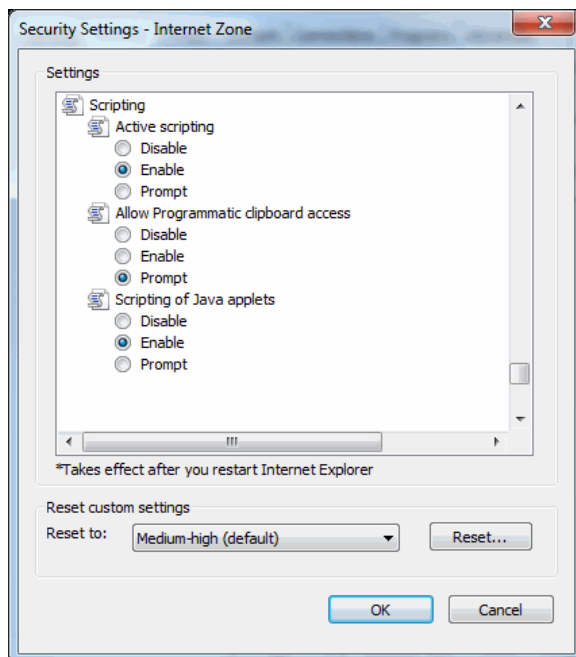 Security Settings - Internet Zone
Settings
Scripting
Active scripting
Disable
Enable
Prompt
Allow Programmatic clipboard access
Disable
Enable
Prompt
Scripting of Java applets
Disable
Enable
Prompt
*Takes effect after you restart Internet Explorer
Reset custom settings
Reset to: Medium-high (default) Reset...
OK Cancel